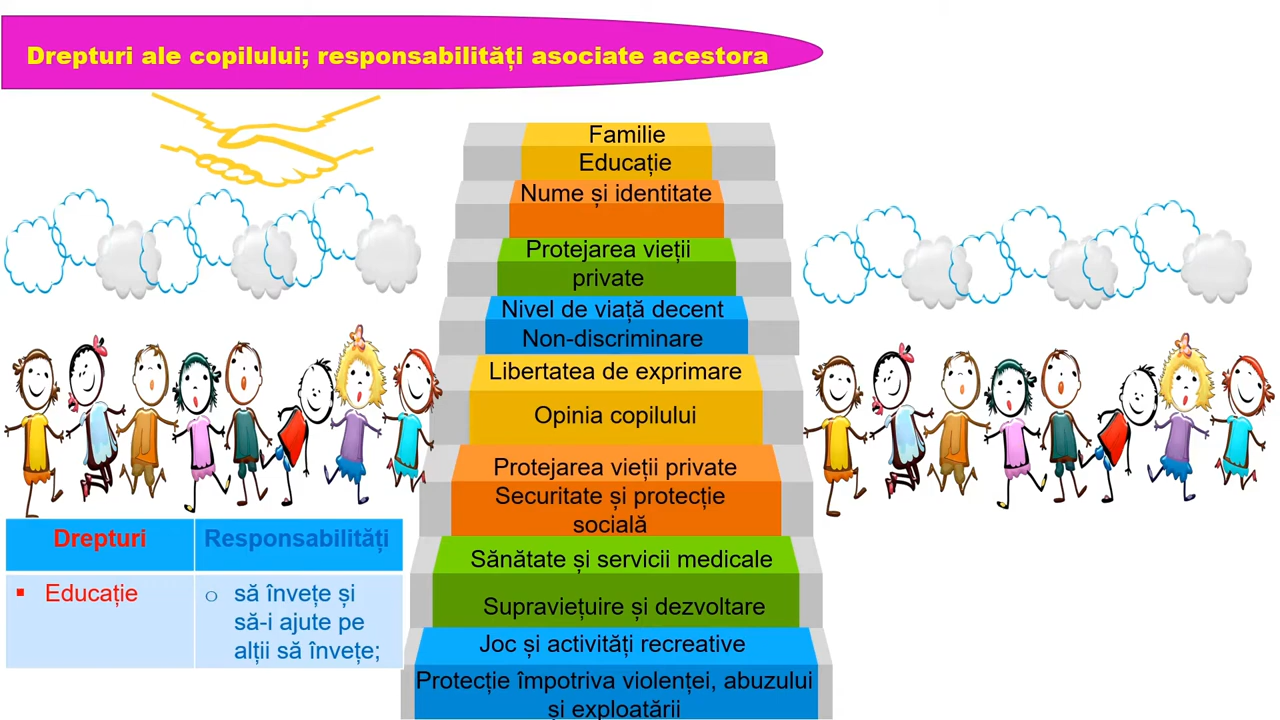 Drepturi ale copilului; responsabilități asociate acestora
Familie
Educație
Nume și identitate
Protejarea vieții
private
Nivel de viață decent
Non-discriminare
Libertatea de exprimare
Opinia copilului
Protejarea vieții private
Securitate și protecție
socială
Sănătate și servicii medicale
Supraviețuire și dezvoltare
Joc și activități recreative
Protecție împotriva violenței, abuzului
și exploatării
Drepturi
Responsabilități
▪ Educație
o să învețe și
să-i ajute pe
alții să învețe;